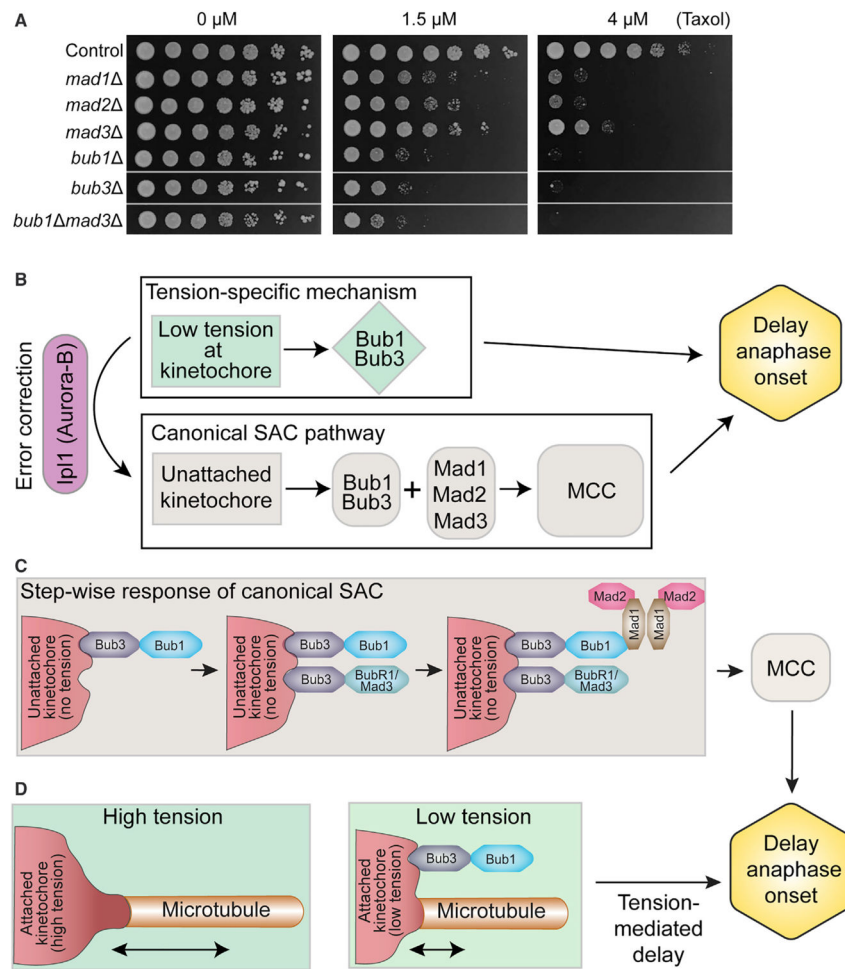 A
0 µM
1.5 µM
4 µM
(Taxol)
Control
mad1Δ
mad2Δ
mad3Δ
bub1Δ
bub3Δ
bub1Δmad3Δ
B
Error correction
Ipl1 (Aurora-B)
Tension-specific mechanism
Low tension
at
kinetochore
Bub1
Bub3
Canonical SAC pathway
Unattached
kinetochore
Bub1
Bub3
+
Mad1
Mad2
Mad3
MCC
Delay
anaphase
onset
C
Step-wise response of canonical SAC
Unattached
kinetochore
(no tension)
Bub3
Bub1
Unattached
kinetochore
(no tension)
Bub3
Bub1
Bub3
BubR1/
Mad3
Unattached
kinetochore
(no tension)
Bub3
Bub1
Mad2
Mad1
Mad1
Mad2
Bub3
BubR1/
Mad3
MCC
D
High tension
Attached
kinetochore
(high tension)
Microtubule
Low tension
Attached
kinetochore
(low tension)
Bub3
Bub1
Microtubule
Tension-
mediated
delay
Delay
anaphase
onset